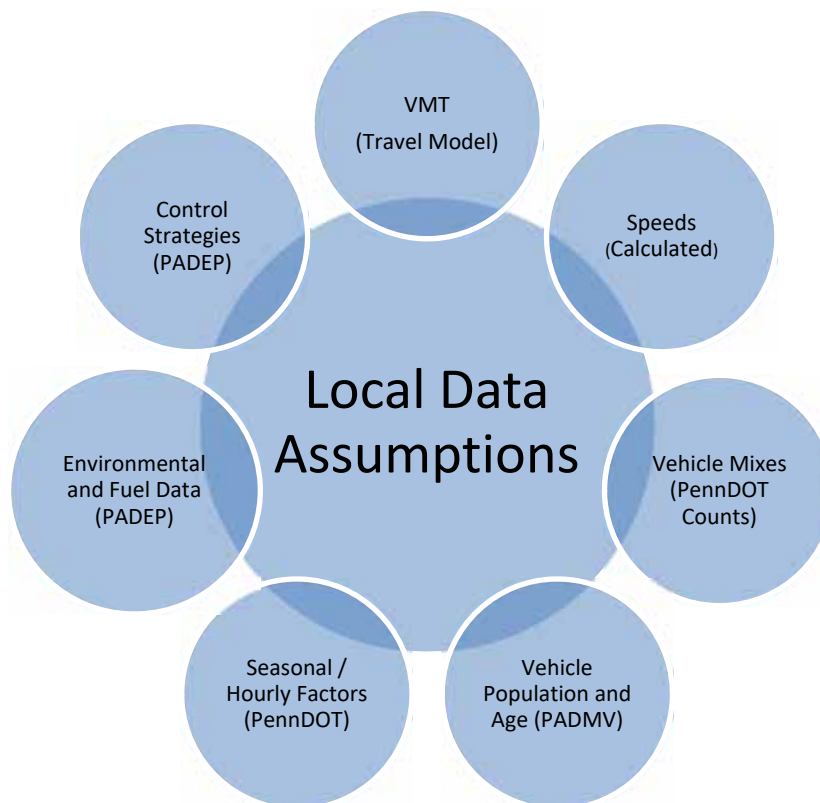 VMT
(Travel Model)
Speeds
(Calculated)
Vehicle Mixes
(PennDOT
Counts)
Vehicle
Population and
Age (PADMV)
Seasonal /
Hourly Factors
(PennDOT)
Environmental
and Fuel Data
(PADEP)
Control
Strategies
(PADEP)
Local Data
Assumptions